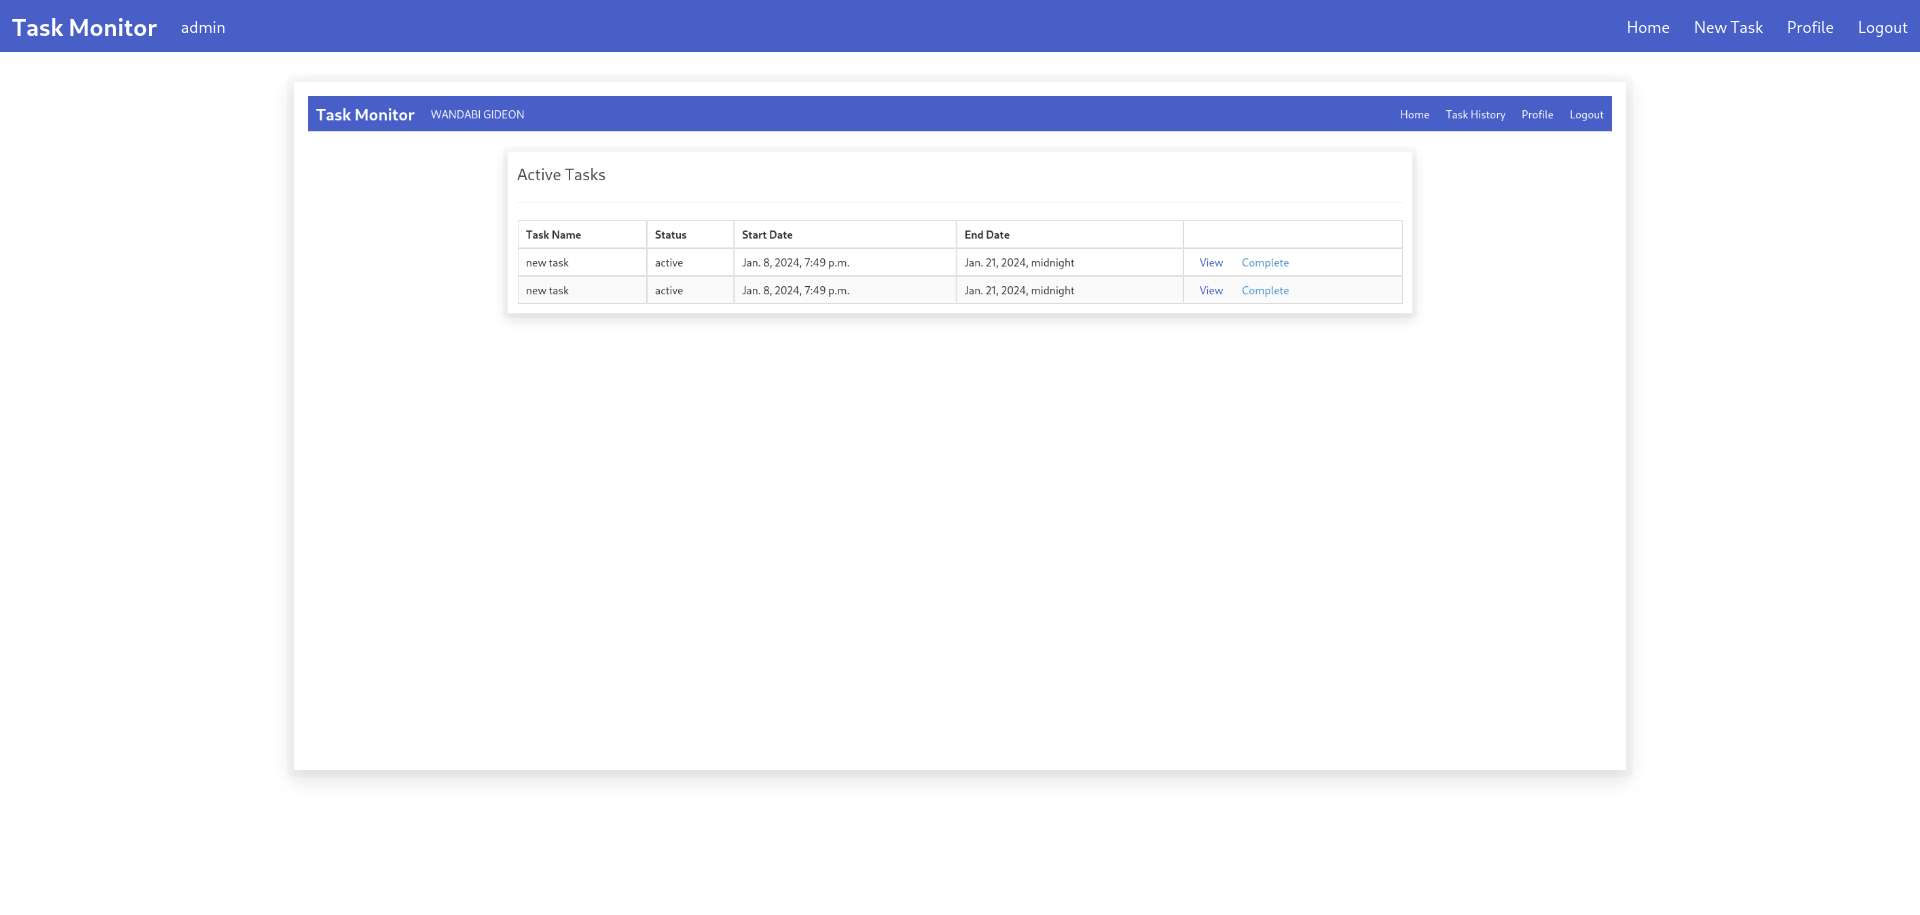 Task Monitor admin Home New Task Profile Logout
Task Monitor WANDABI GIDEON Home Task History Profile Logout
Active Tasks
Task Name Status Start Date End Date
new task active Jan. 8, 2024, 7:49 p.m. Jan. 21, 2024, midnight View Complete
new task active Jan. 8, 2024, 7:49 p.m. Jan. 21, 2024, midnight View Complete